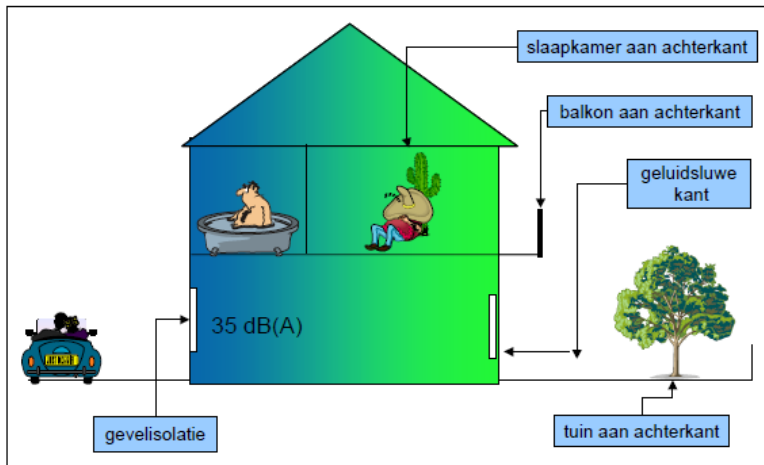 slaapkamer aan achterkant
balkon aan achterkant
geluidsluwe
kant
35 dB(A)
gevelisolatie
tuin aan achterkant